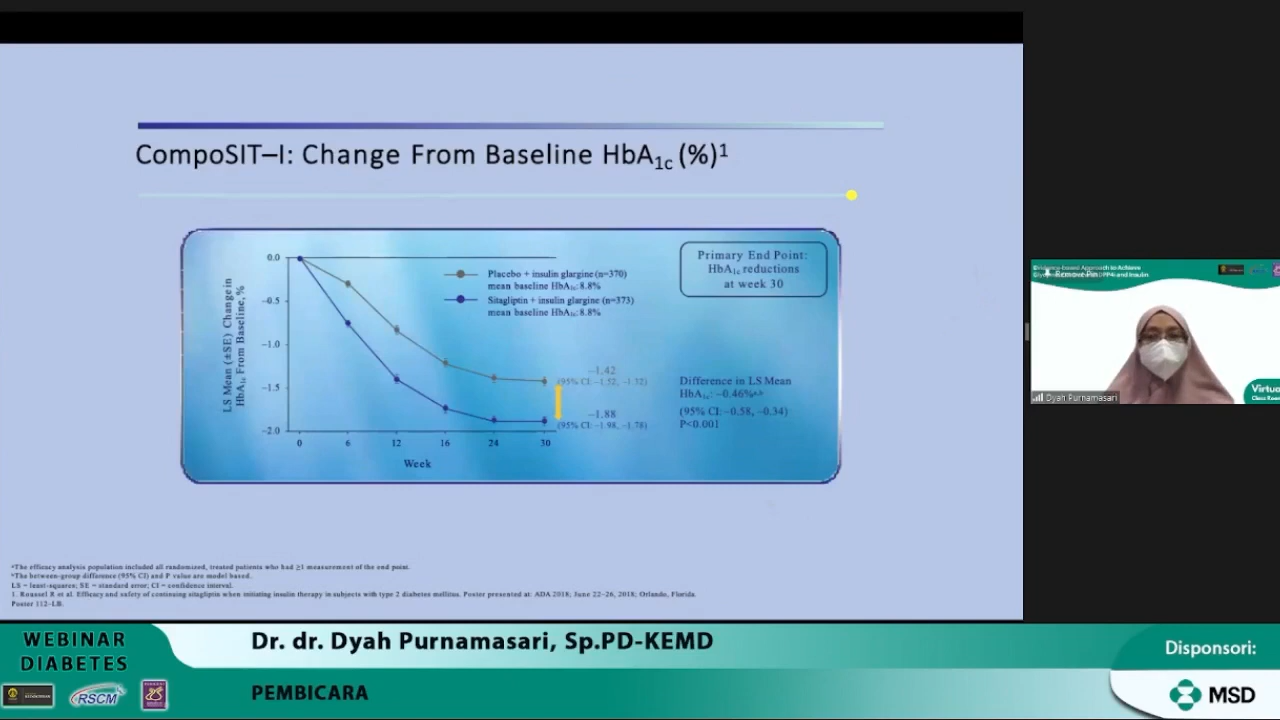 CompoSIT–I: Change From Baseline HbA1c (%)1
LS Mean (±SE) Change in
HbA1c From Baseline, %
0.0
–0.5
–1.0
–1.5
–2.0
0 6 12 16 24 30
Week
Placebo + insulin glargine (n=370)
mean baseline HbA1c: 8.8%
Sitagliptin + insulin glargine (n=373)
mean baseline HbA1c: 8.8%
Primary End Point:
HbA1c reductions
at week 30
–1.42
(95% CI: –1.52, –1.32)
–1.88
(95% CI: –1.98, –1.78)
Difference in LS Mean
HbA1c: –0.46%a,b
(95% CI: –0.58, –0.34)
P<0.001
aThe efficacy analysis population included all randomized, treated patients who had ≥1 measurement of the end point.
bThe between-group difference (95% CI) and P value are model based.
LS = least-squares; SE = standard error; CI = confidence interval.
1. Roussel R et al. Efficacy and safety of continuing sitagliptin when initiating insulin therapy in subjects with type 2 diabetes mellitus. Poster presented at: ADA 2018; June 22–26, 2018; Orlando, Florida.
Poster 112–LB.
Remove Pin
Dyah Purnamasari
Virtua
Class Room
WEBINAR
DIABETES
RSCM
Dr. dr. Dyah Purnamasari, Sp.PD-KEMD
PEMBICARA
Disponsori:
MSD